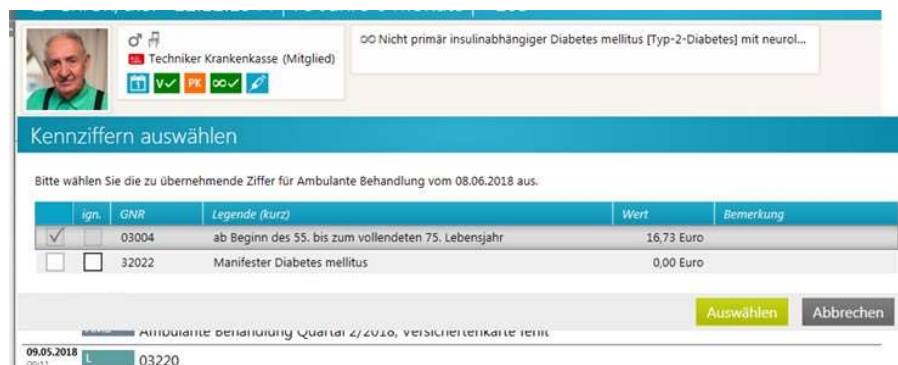 Nicht primär insulinabhängiger Diabetes mellitus [Typ-2-Diabetes] mit neurol...
Techniker Krankenkasse (Mitglied)
1 V PK
Kennziffern auswählen
Bitte wählen Sie die zu übernehmende Ziffer für Ambulante Behandlung vom 08.06.2018 aus.
ign. GNR Legende (kurz) Wert Bemerkung
03004 ab Beginn des 55. bis zum vollendeten 75. Lebensjahr 16,73 Euro
32022 Manifester Diabetes mellitus 0,00 Euro
Auswählen Abbrechen
Ambulante Behandlung Quartal 2/2018, Versichertenkarte fehlt
09.05.2018 L 03220